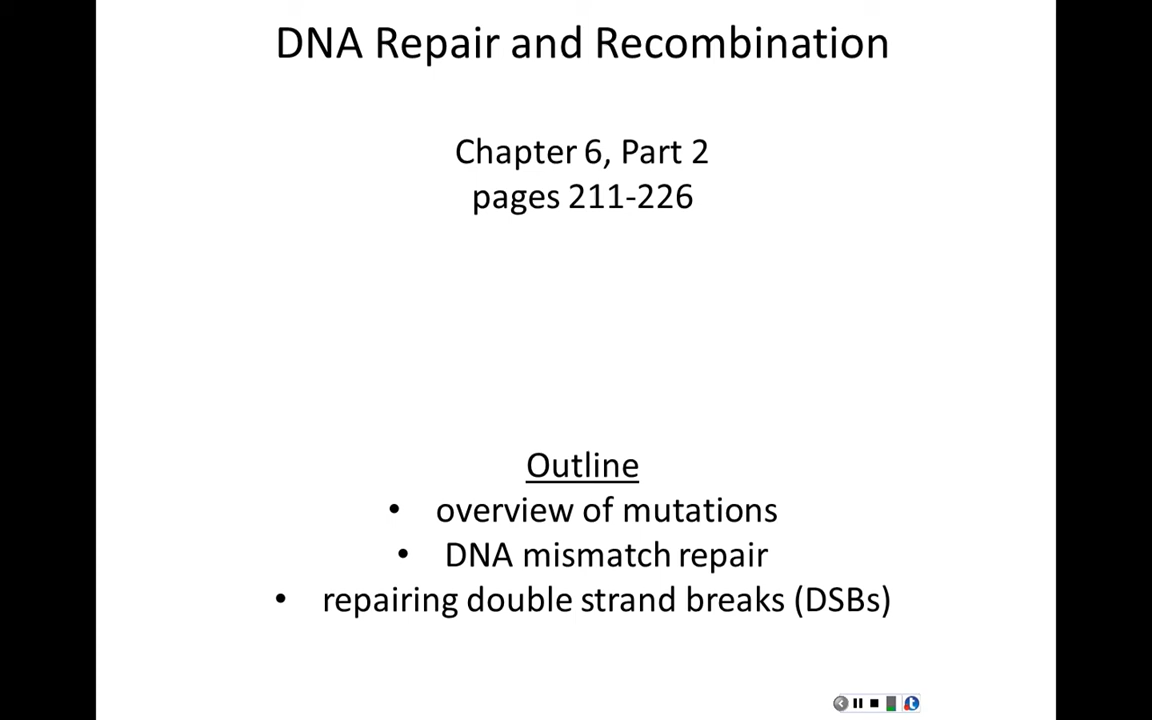 DNA Repair and Recombination
Chapter 6, Part 2
pages 211-226
Outline
• overview of mutations
• DNA mismatch repair
• repairing double strand breaks (DSBs)
t